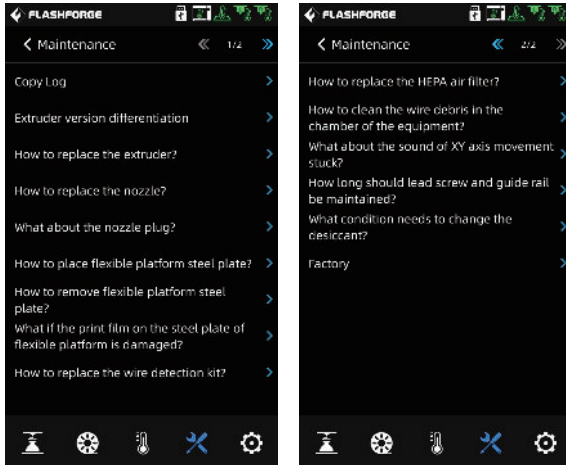 FLASHFORGE
Maintenance 1/2
Copy Log
Extruder version differentiation
How to replace the extruder?
How to replace the nozzle?
What about the nozzle plug?
How to place flexible platform steel plate?
How to remove flexible platform steel
plate?
What if the print film on the steel plate of
flexible platform is damaged?
How to replace the wire detection kit?
FLASHFORGE
Maintenance 2/2
How to replace the HEPA air filter?
How to clean the wire debris in the
chamber of the equipment?
What about the sound of XY axis movement
stuck?
How long should lead screw and guide rail
be maintained?
What condition needs to change the
desiccant?
Factory